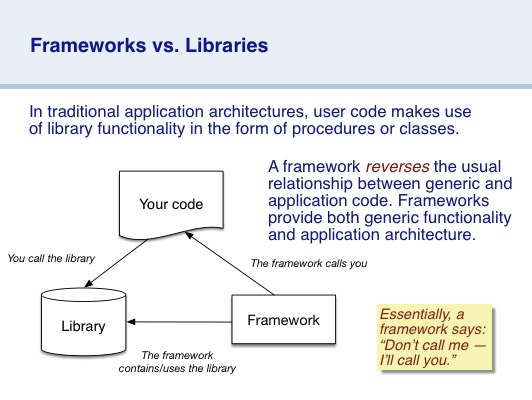 Frameworks vs. Libraries
In traditional application architectures, user code makes use
of library functionality in the form of procedures or classes.
A framework reverses the usual
relationship between generic and
application code. Frameworks
provide both generic functionality
and application architecture.
Your code
You call the library
The framework calls you
Library
Framework
The framework
contains/uses the library
Essentially, a
framework says:
“Don’t call me —
I’ll call you.”